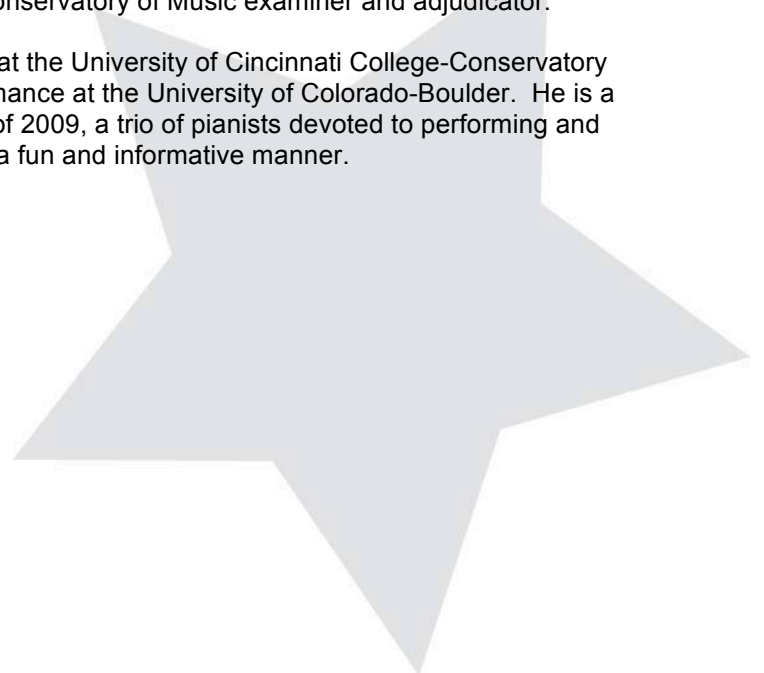 onservatory of Music examiner and adjudicator.
at the University of Cincinnati College-Conservatory
nance at the University of Colorado-Boulder.  He is a
of 2009, a trio of pianists devoted to performing and
a fun and informative manner.